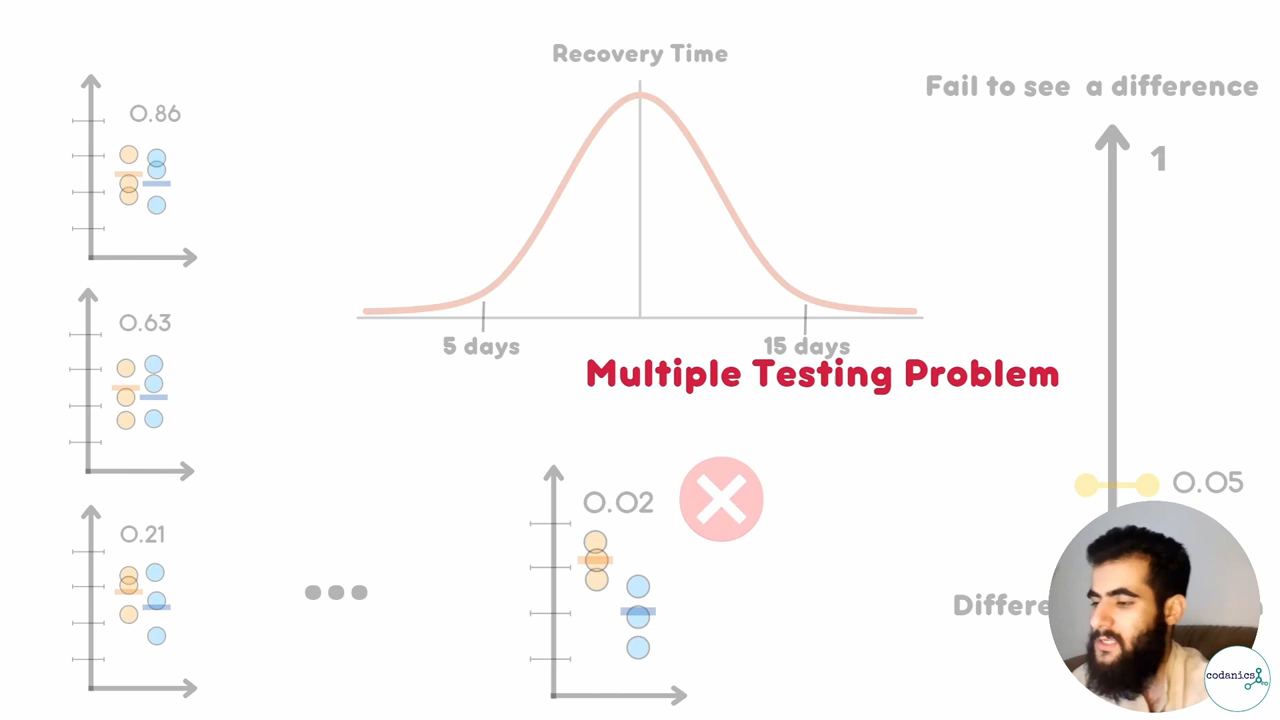 Recovery Time
Fail to see a difference
0.86
1
0.63
5 days
15 days
Multiple Testing Problem
0.02
0.05
0.21
codanics